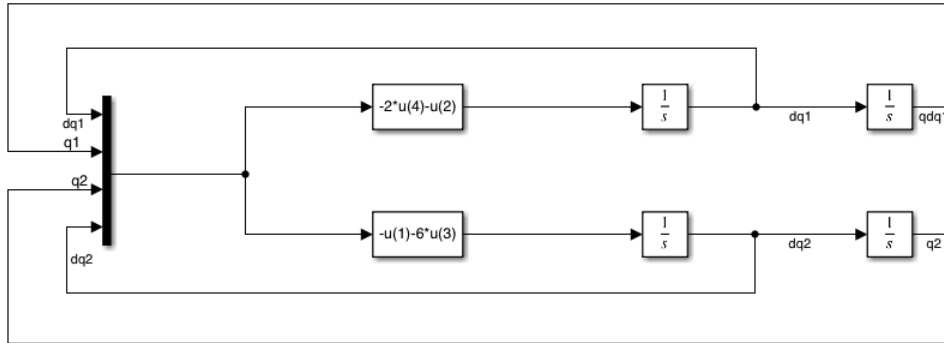 -2*u(4)-u(2)
1
s
dq1
1
s
qdq1
dq1
q1
q2
dq2
-u(1)-6*u(3)
1
s
dq2
1
s
q2